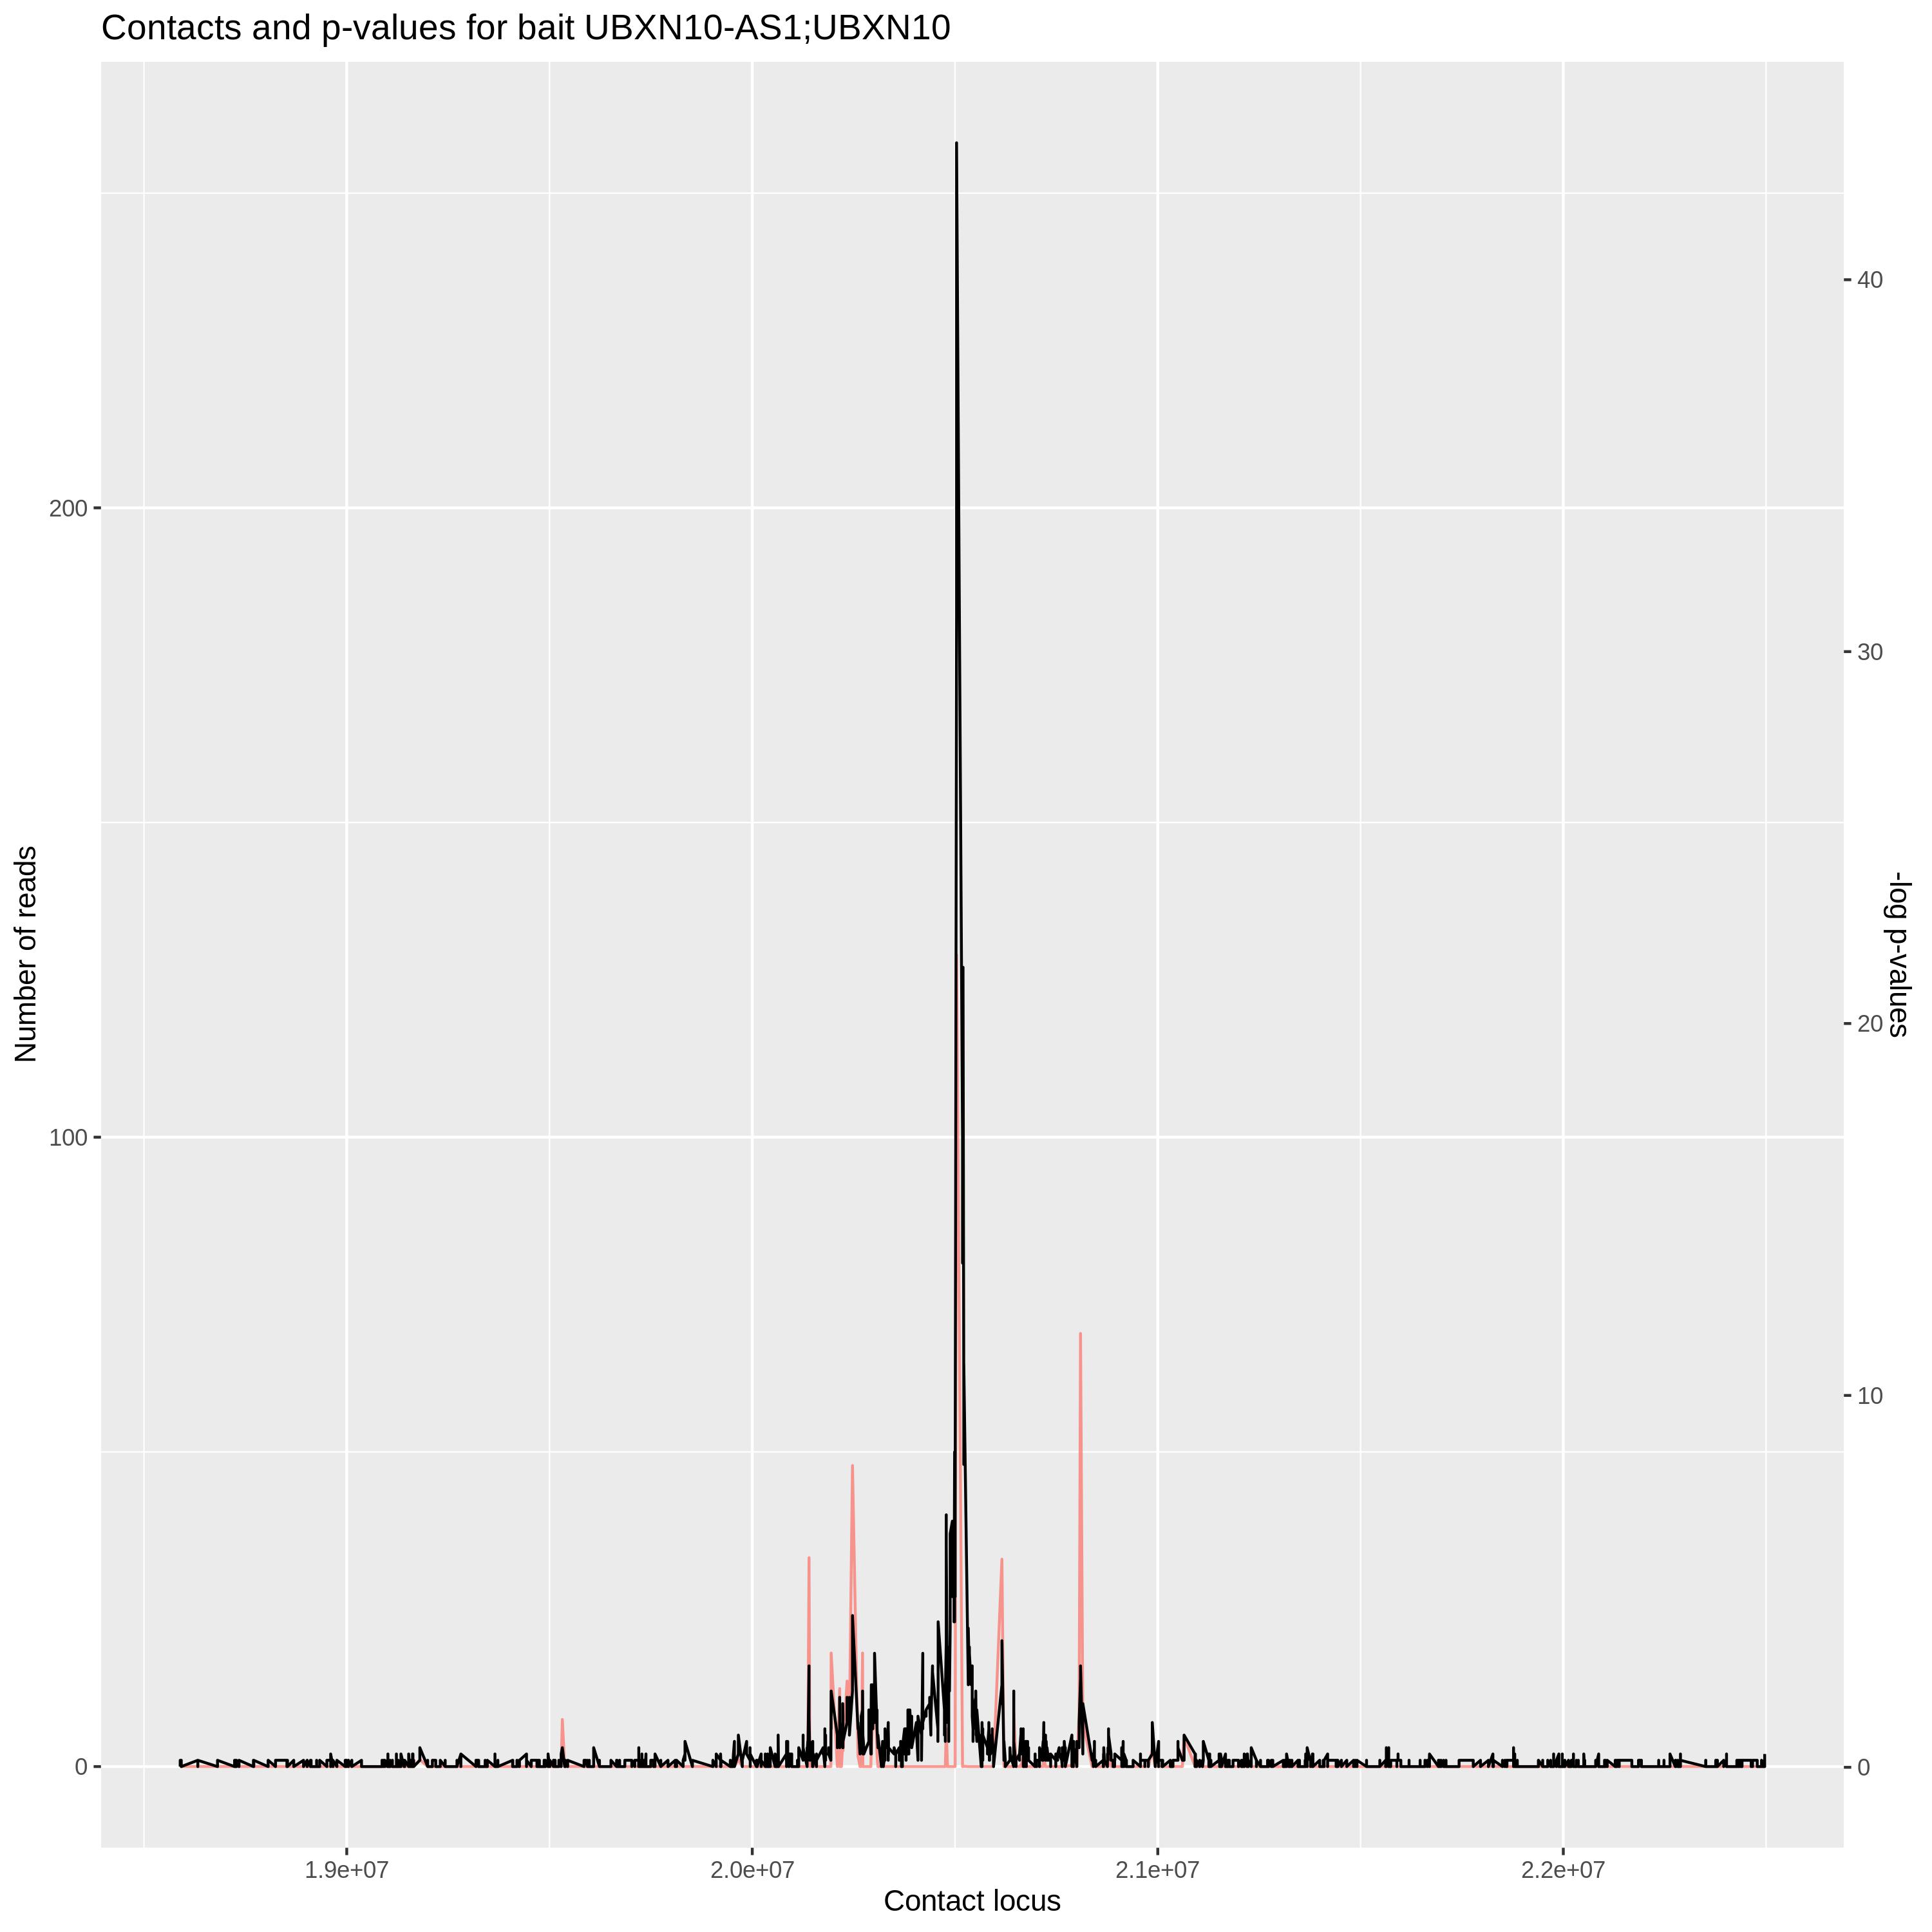 Contacts and p-values for bait UBXN10-AS1;UBXN10
Number of reads
200
100
0
40
30
20
10
0
-log p-values
1.9e+07 2.0e+07 2.1e+07 2.2e+07
Contact locus